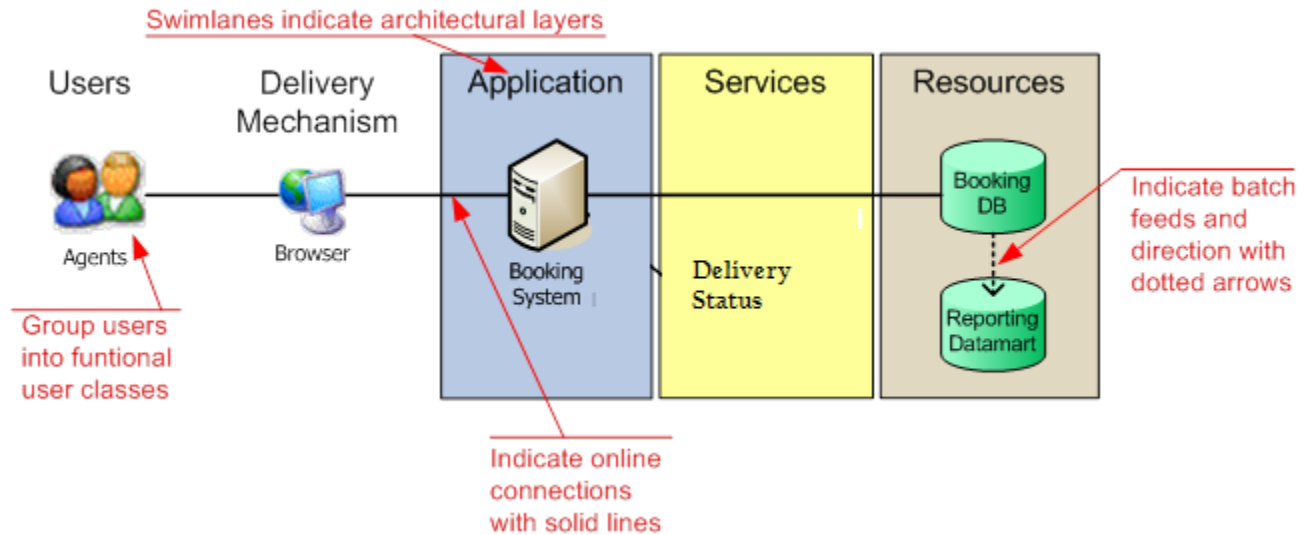 Swimlanes indicate architectural layers
Users
Delivery
Mechanism
Application
Services
Resources
Agents
Browser
Booking
System
Delivery
Status
Booking
DB
Reporting
Datamart
Indicate batch
feeds and
direction with
dotted arrows
Group users
into funtional
user classes
Indicate online
connections
with solid lines